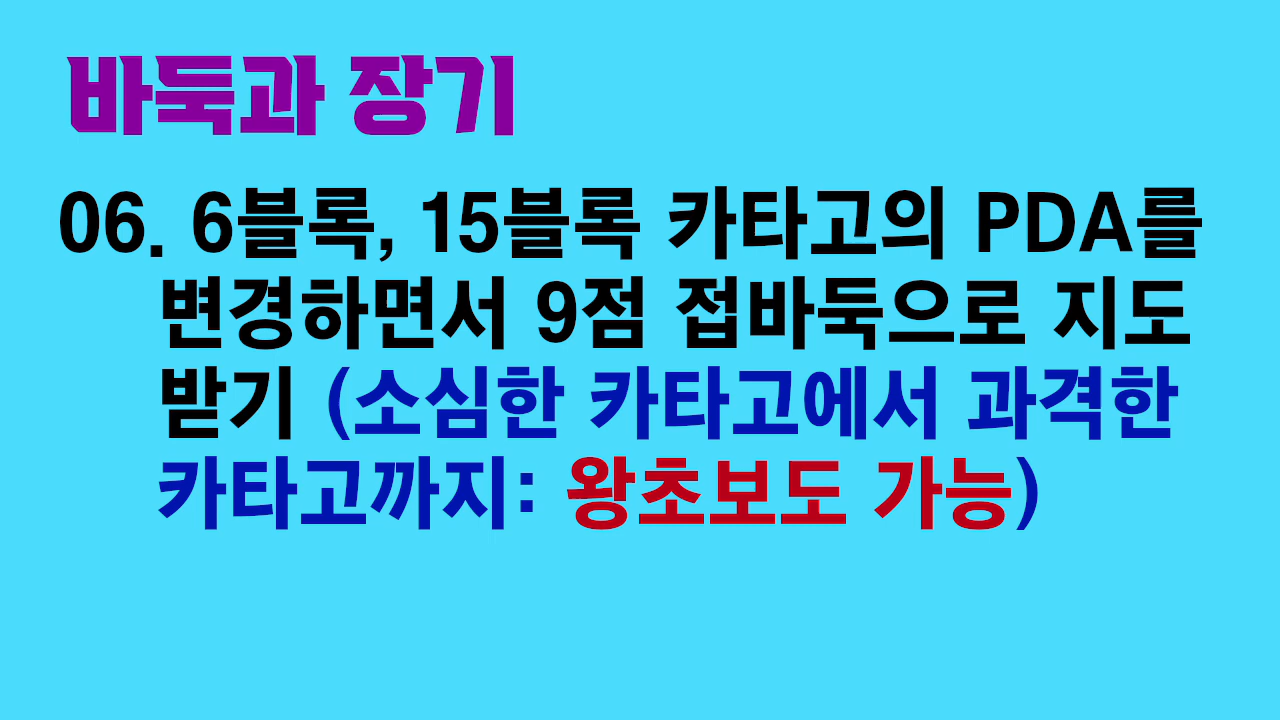 바둑과 장기
06. 6블록, 15블록 카타고의 PDA를
변경하면서 9점 접바둑으로 지도
받기 (소심한 카타고에서 과격한
카타고까지: 왕초보도 가능)